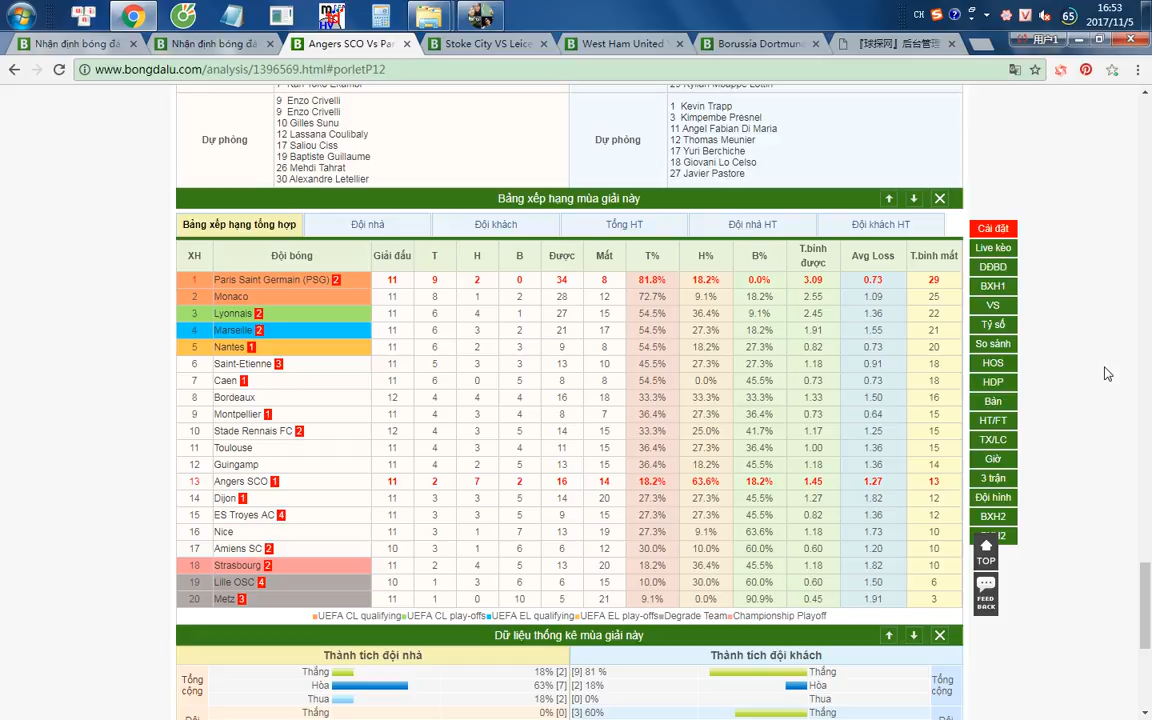 16:53
CH
65
2017/11/5
Nhận định bóng đá
Nhận định bóng đá
Angers SCO Vs Par
Stoke City VS Leice
West Ham United
Borussia Dortmun
『球探网』后台管理
用户1
www.bongdalu.com/analysis/1396569.html#porletP12
9 Enzo Crivelli
9 Enzo Crivelli
10 Gilles Sunu
12 Lassana Coulibaly
17 Saliou Ciss
19 Baptiste Guillaume
26 Mehdi Tahrat
30 Alexandre Letellier
Dự phòng
1 Kevin Trapp
3 Kimpembe Presnel
11 Angel Fabian Di Maria
12 Thomas Meunier
17 Yuri Berchiche
18 Giovani Lo Celso
27 Javier Pastore
Dự phòng
Bảng xếp hạng mùa giải này
Bảng xếp hạng tổng hợp Đội nhà Đội khách Tổng HT Đội nhà HT Đội khách HT
XH Đội bóng Giải đấu T H B Được Mất T% H% B% T.bình được Avg Loss T.bình mất
1 Paris Saint Germain (PSG) 2 11 9 2 0 34 8 81.8% 18.2% 0.0% 3.09 0.73 29
2 Monaco 11 8 1 2 28 12 72.7% 9.1% 18.2% 2.55 1.09 25
3 Lyonnais 2 11 6 4 1 27 15 54.5% 36.4% 9.1% 2.45 1.36 22
4 Marseille 2 11 6 3 2 21 17 54.5% 27.3% 18.2% 1.91 1.55 21
5 Nantes 1 11 6 2 3 9 8 54.5% 18.2% 27.3% 0.82 0.73 20
6 Saint-Etienne 3 11 5 3 3 13 10 45.5% 27.3% 27.3% 1.18 0.91 18
7 Caen 1 11 6 0 5 8 8 54.5% 0.0% 45.5% 0.73 0.73 18
8 Bordeaux 12 4 4 4 16 18 33.3% 33.3% 33.3% 1.33 1.50 16
9 Montpellier 1 11 4 3 4 8 7 36.4% 27.3% 36.4% 0.73 0.64 15
10 Stade Rennais FC 2 12 4 3 5 14 15 33.3% 25.0% 41.7% 1.17 1.25 15
11 Toulouse 11 4 3 4 11 15 36.4% 27.3% 36.4% 1.00 1.36 15
12 Guingamp 11 4 2 5 13 15 36.4% 18.2% 45.5% 1.18 1.36 14
13 Angers SCO 1 11 2 7 2 16 14 18.2% 63.6% 18.2% 1.45 1.27 13
14 Dijon 1 11 3 3 5 14 20 27.3% 27.3% 45.5% 1.27 1.82 12
15 ES Troyes AC 4 11 3 3 5 9 15 27.3% 27.3% 45.5% 0.82 1.36 12
16 Nice 11 3 1 7 13 19 27.3% 9.1% 63.6% 1.18 1.73 10
17 Amiens SC 2 10 3 1 6 6 12 30.0% 10.0% 60.0% 0.60 1.20 10
18 Strasbourg 2 11 2 4 5 13 20 18.2% 36.4% 45.5% 1.18 1.82 10
19 Lille OSC 4 10 1 3 6 6 15 10.0% 30.0% 60.0% 0.60 1.50 6
20 Metz 3 11 1 0 10 5 21 9.1% 0.0% 90.9% 0.45 1.91 3
UEFA CL qualifying UEFA CL play-offs UEFA EL qualifying UEFA EL play-offs Degrade Team Championship Playoff
Dữ liệu thống kê mùa giải này
Thành tích đội nhà Thành tích đội khách
Tổng cộng
Thắng 18% [2] [9] 81 % Thắng
Hòa 63% [7] [2] 18% Hòa
Thua 18% [2] [0] 0% Thua
Tổng cộng
Thắng 0% [0] [3] 60% Thắng
Cài đặt
Live kèo
DĐBD
BXH1
VS
Tỷ số
So sánh
HOS
HDP
Bàn
HT/FT
TX/LC
Giờ
3 trận
Đội hình
BXH2
TOP
FEED
BACK